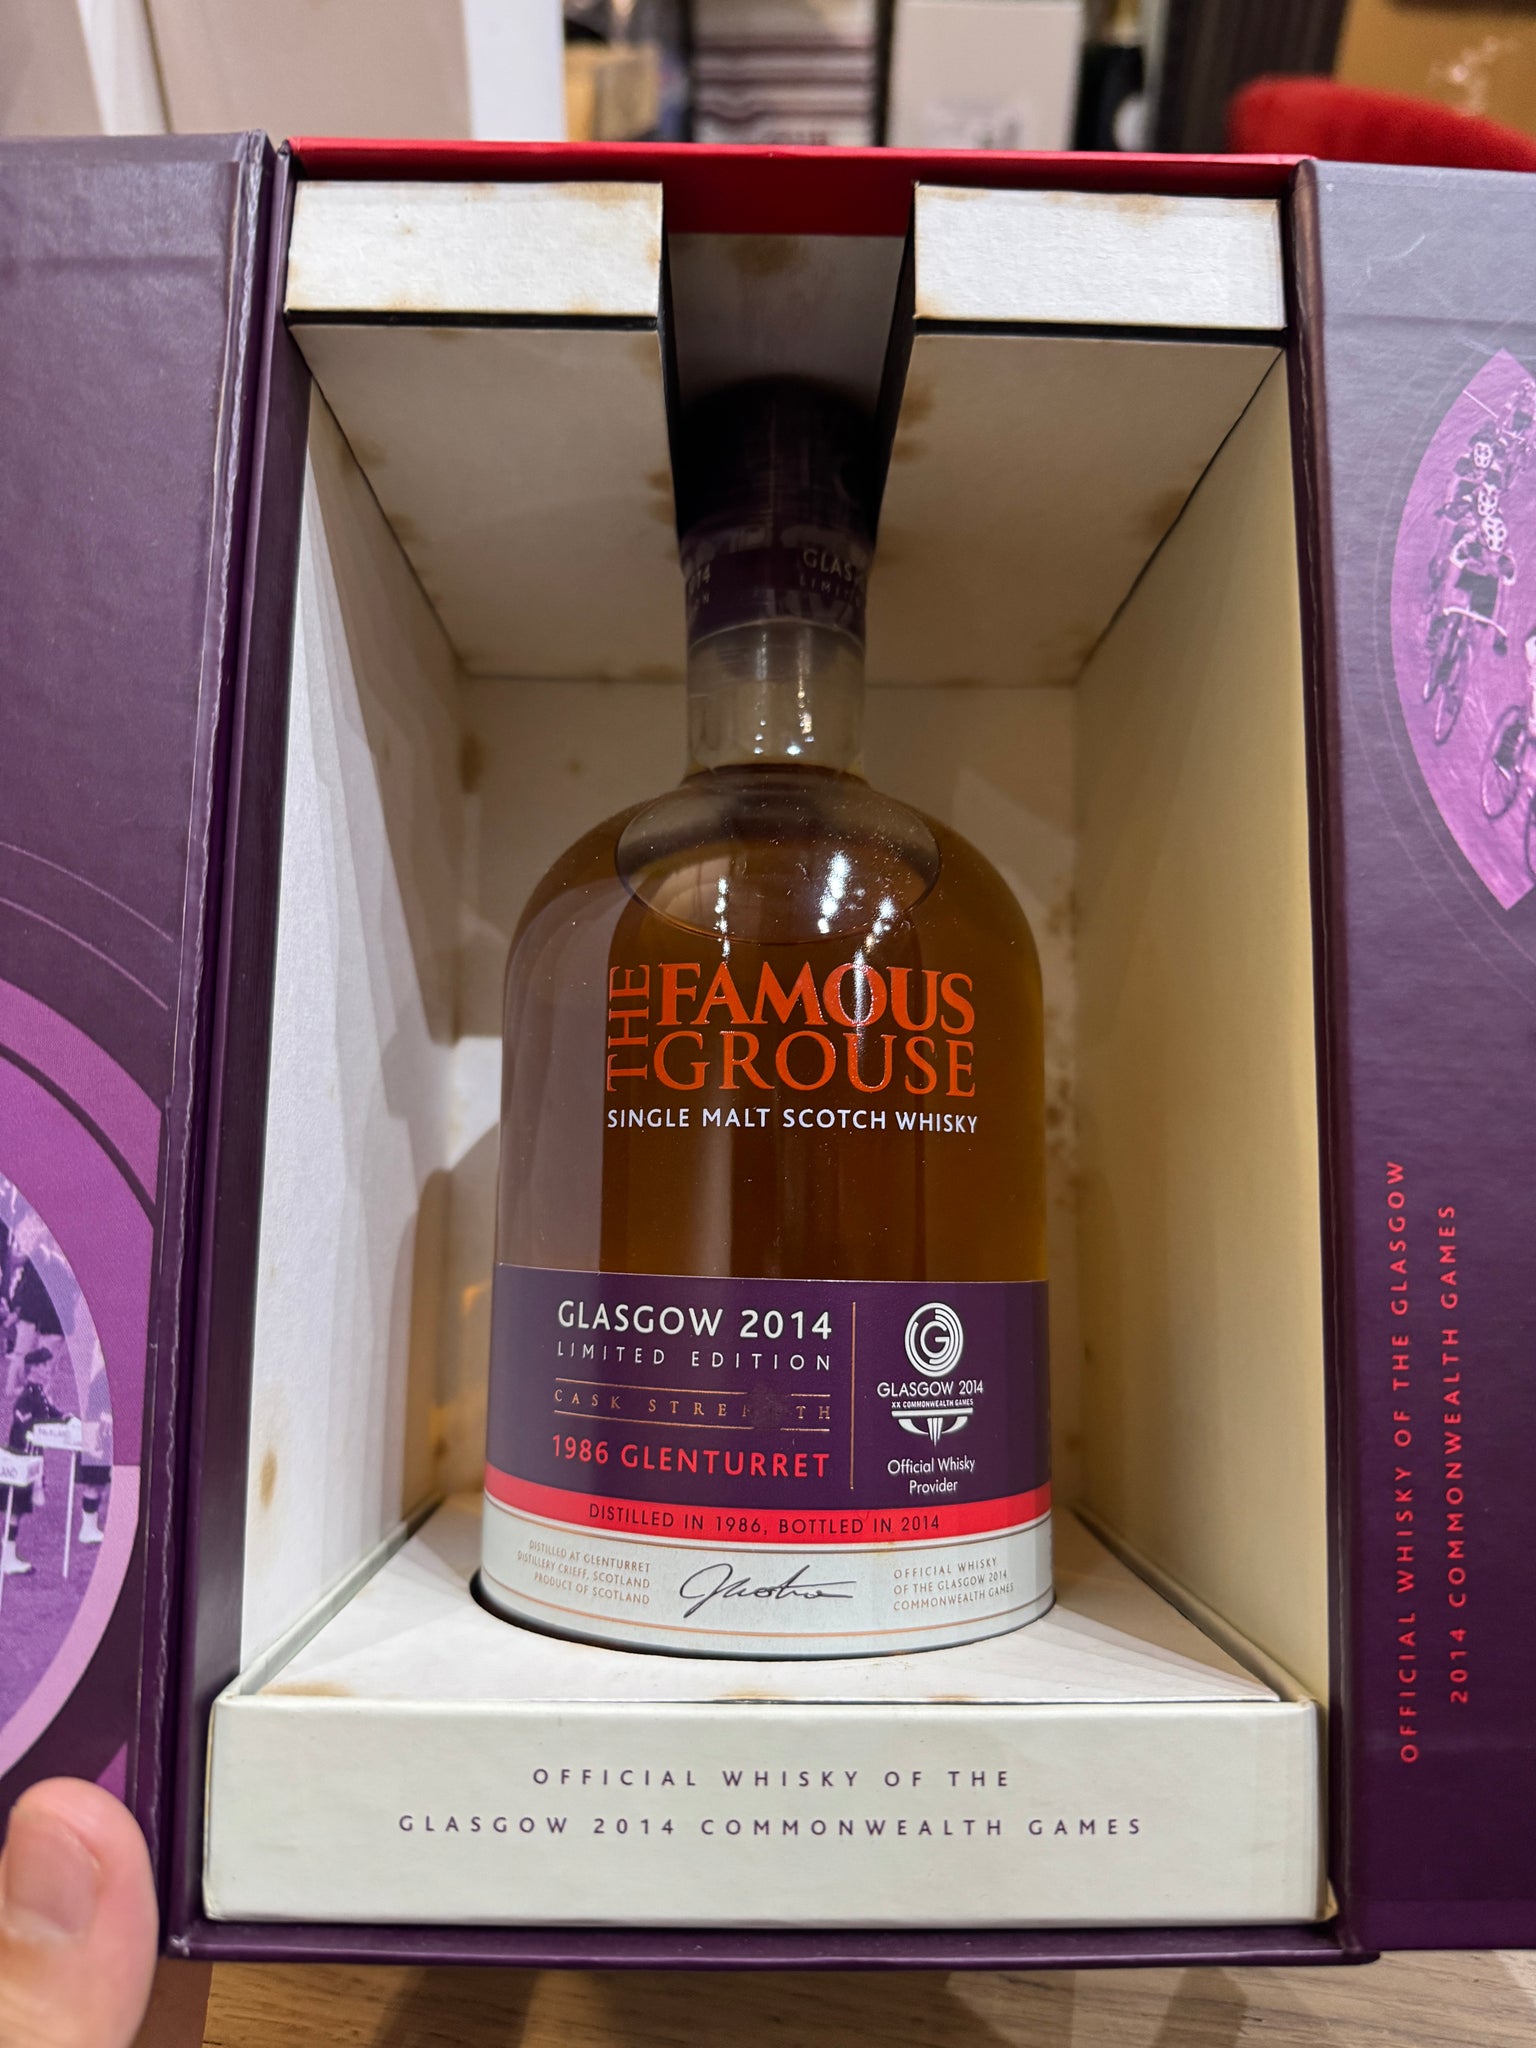 GLASGOW
THE
FAMOUS
GROUSE
SINGLE MALT SCOTCH WHISKY
GLASGOW 2014
LIMITED EDITION
CASK STRENGTH
1986 GLENTURRET
G
GLASGOW 2014
XX COMMONWEALTH GAMES
Official Whisky
Provider
DISTILLED IN 1986, BOTTLED IN 2014
DISTILLED AT GLENTURRET
DISTILLERY CRIEFF, SCOTLAND
PRODUCT OF SCOTLAND
OFFICIAL WHISKY
OF THE GLASGOW 2014
COMMONWEALTH GAMES
OFFICIAL WHISKY OF THE
GLASGOW 2014 COMMONWEALTH GAMES
OFFICIAL WHISKY OF THE GLASGOW
2014 COMMONWEALTH GAMES